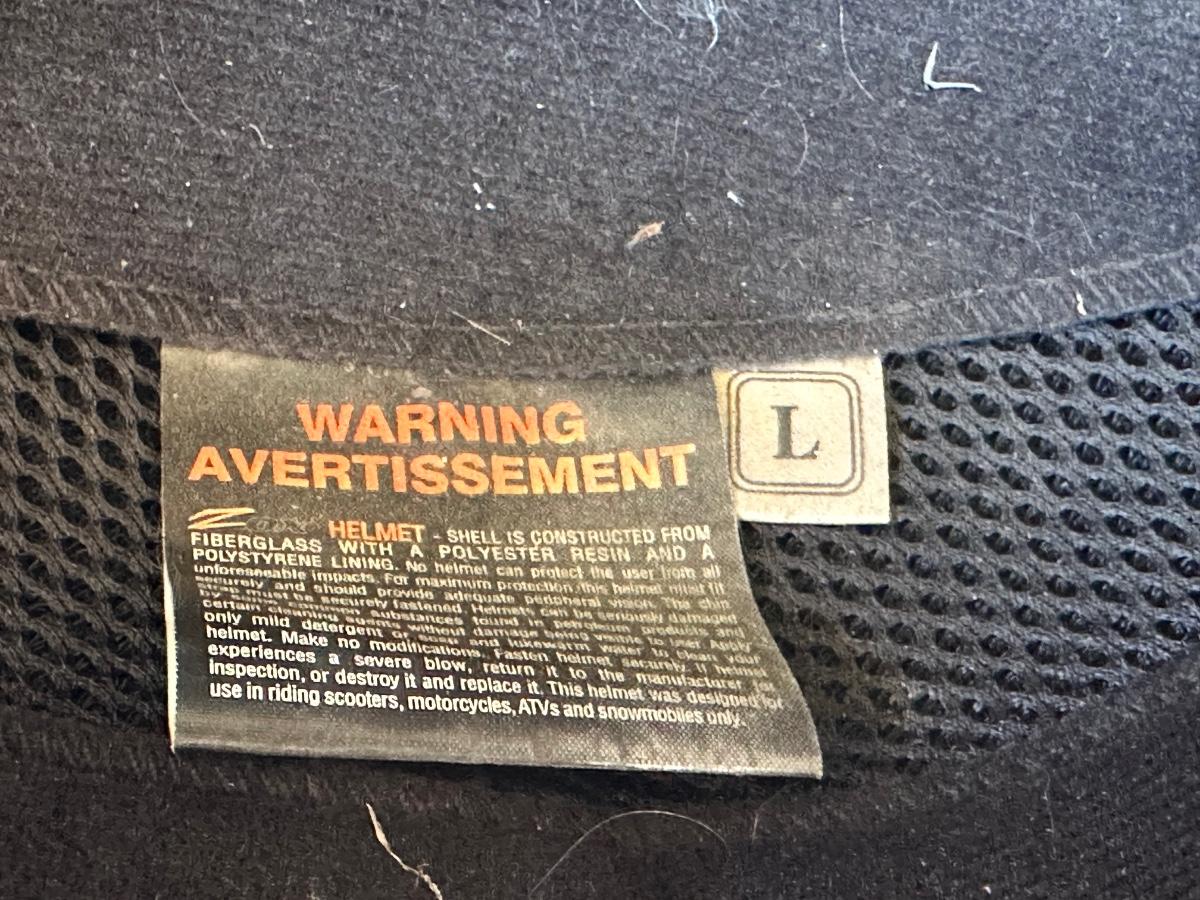 WARNING
AVERTISSEMENT
L
HELMET - SHELL IS CONSTRUCTED FROM
FIBERGLASS WITH A POLYESTER RESIN AND A
POLYSTYRENE LINING. No helmet can protect the user from all
unforeseeable impacts. For maximum protection this helmet must fit
securely and should provide adequate peripheral vision. The chin
must be securely fastened Helmets can be seriously damaged
certain substances found in
only mild detergent or and lukewarm water to clean your
helmet. Make no modifications. Fasten helmet securely. If helmet
experiences a severe blow, return it to the manufacturer for
inspection, or destroy it and replace it. This helmet was designed for
use in riding scooters, motorcycles, ATVs and snowmobiles only.